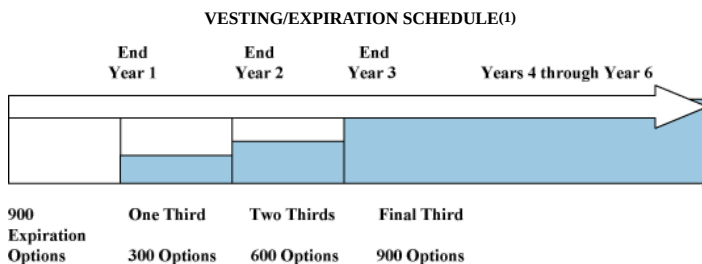 VESTING/EXPIRATION SCHEDULE(1)
End End End
Year 1 Year 2 Year 3 Years 4 through Year 6
900 One Third Two Thirds Final Third
Expiration
Options 300 Options 600 Options 900 Options